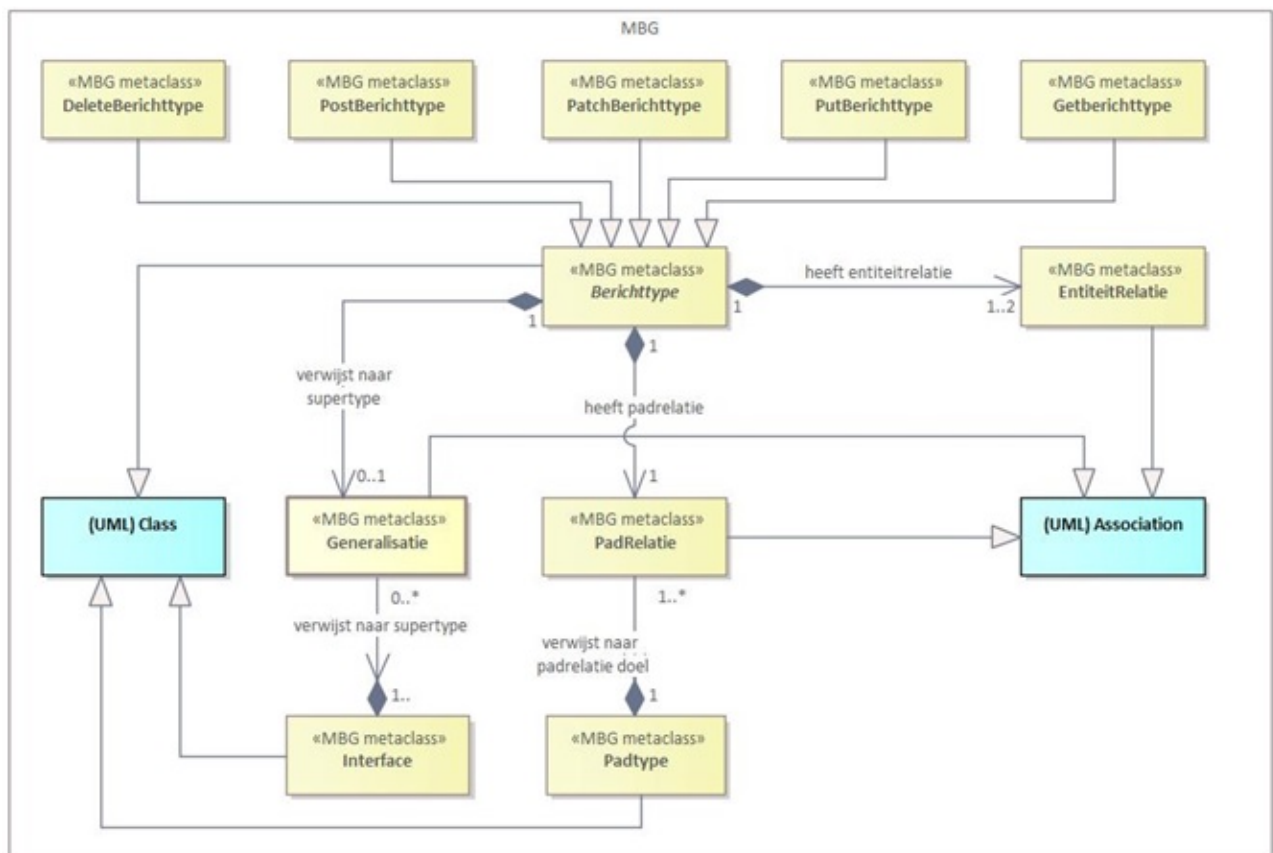 MBG
«MBG metaclass»
DeleteBerichttype
«MBG metaclass»
PostBerichttype
«MBG metaclass»
PatchBerichttype
«MBG metaclass»
PutBerichttype
«MBG metaclass»
Getberichttype
«MBG metaclass»
Berichttype
heeft entiteitrelatie
«MBG metaclass»
EntiteitRelatie
1
1
1..2
1
verwijst naar
supertype
heeft padrelatie
0..1
1
(UML) Class
«MBG metaclass»
Generalisatie
«MBG metaclass»
PadRelatie
(UML) Association
0..*
1..*
verwijst naar supertype
verwijst naar
padrelatie doel
1..
1
«MBG metaclass»
Interface
«MBG metaclass»
Padtype